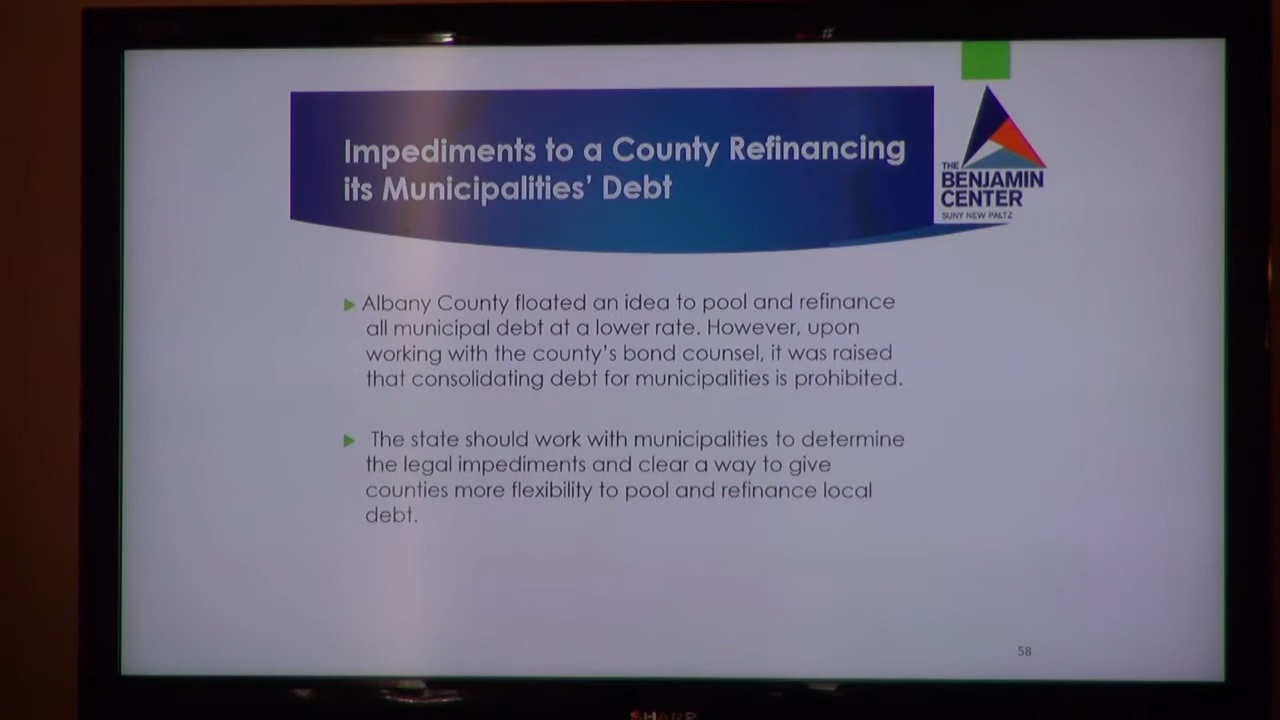 Impediments to a County Refinancing
its Municipalities' Debt
THE
BENJAMIN
CENTER
SUNY NEW PALTZ
Albany County floated an idea to pool and refinance
all municipal debt at a lower rate. However, upon
working with the county's bond counsel, it was raised
that consolidating debt for municipalities is prohibited.
The state should work with municipalities to determine
the legal impediments and clear a way to give
counties more flexibility to pool and refinance local
debt.
58
SHARP